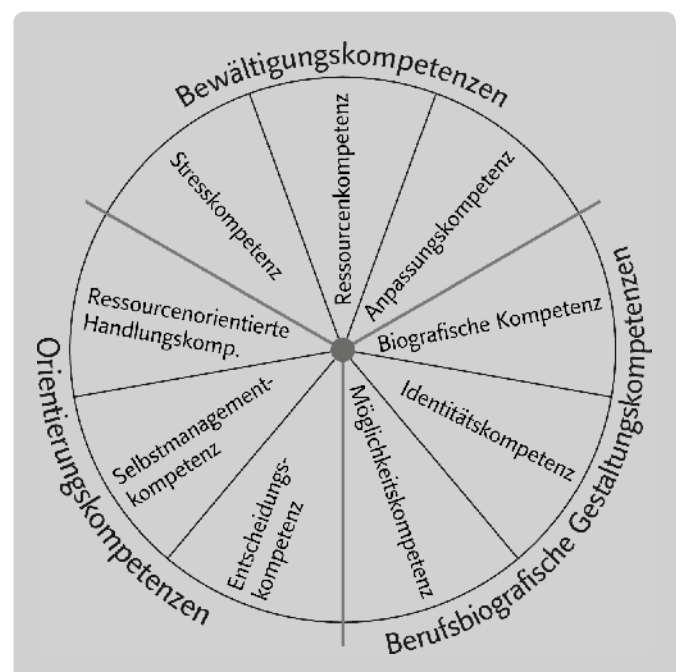 Bewältigungskompetenzen
Stresskompetenz
Ressourcenkompetenz
Anpassungskompetenz
Berufsbiografische Gestaltungskompetenzen
Biografische Kompetenz
Identitätskompetenz
Möglichkeitskompetenz
Orientierungskompetenzen
Ressourcenorientierte
Handlungskomp.
Selbstmanagement-
kompetenz
Entscheidungs-
kompetenz